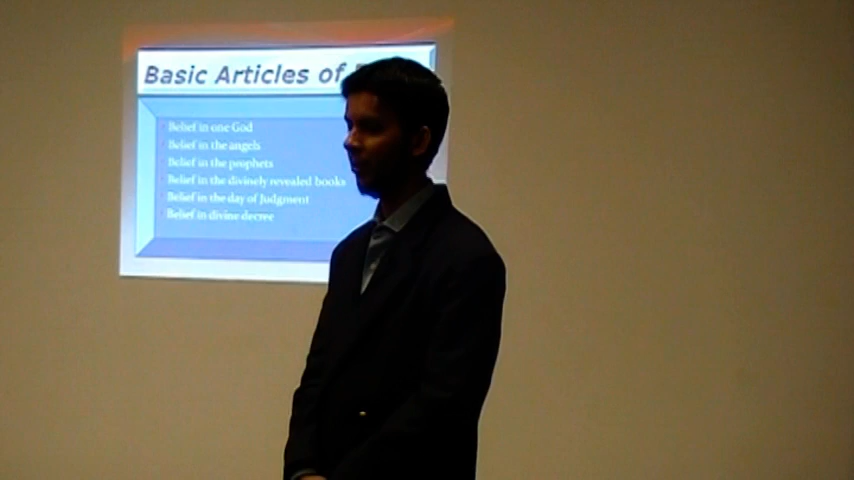 Basic Articles of
Belief in one God
Belief in the angels
Belief in the prophets
Belief in the divinely revealed books
Belief in the day of Judgment
Belief in divine decree